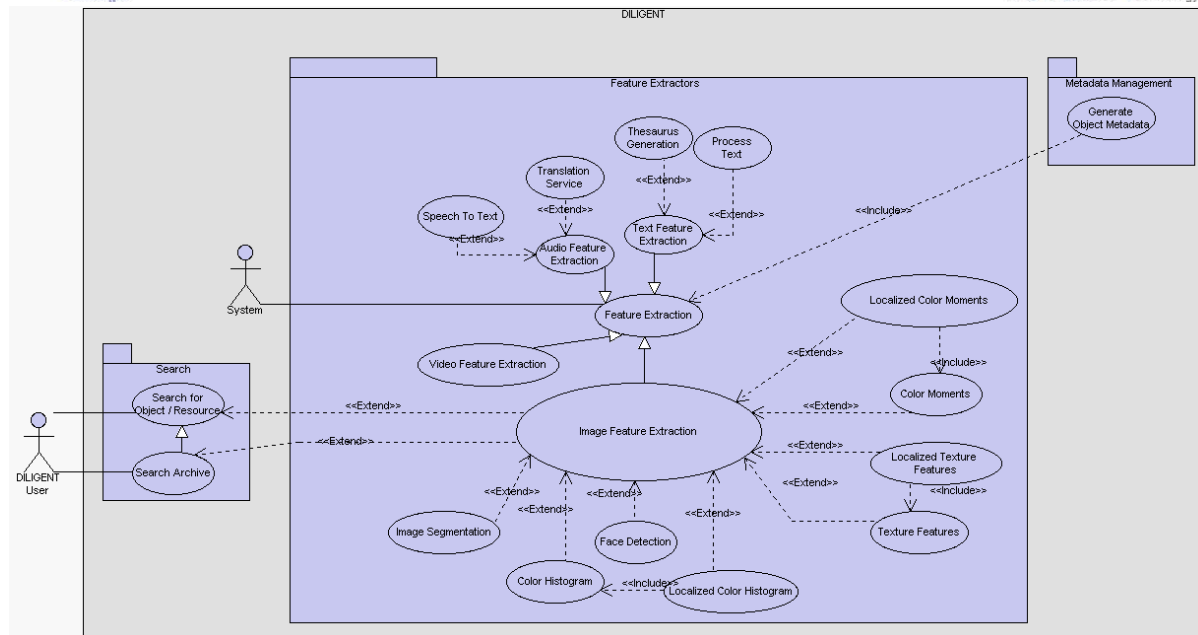 DILIGENT
Feature Extractors
Metadata Management
Generate
Object Metadata
Thesaurus
Generation
Process
Text
<<Extend>>
Translation
Service
<<Extend>>
<<Extend>>
Speech To Text
<<Extend>>
Audio Feature
Extraction
Text Feature
Extraction
<<Include>>
System
Feature Extraction
Localized Color Moments
Video Feature Extraction
<<Extend>>
<<Include>>
Search
Search for
Object / Resource
<<Extend>>
Color Moments
<<Extend>>
Image Feature Extraction
<<Extend>>
<<Extend>>
Localized Texture
Features
DILIGENT
User
Search Archive
<<Extend>>
<<Include>>
<<Extend>>
<<Extend>>
<<Extend>>
<<Extend>>
Image Segmentation
Face Detection
Texture Features
Color Histogram
<<Include>>
Localized Color Histogram